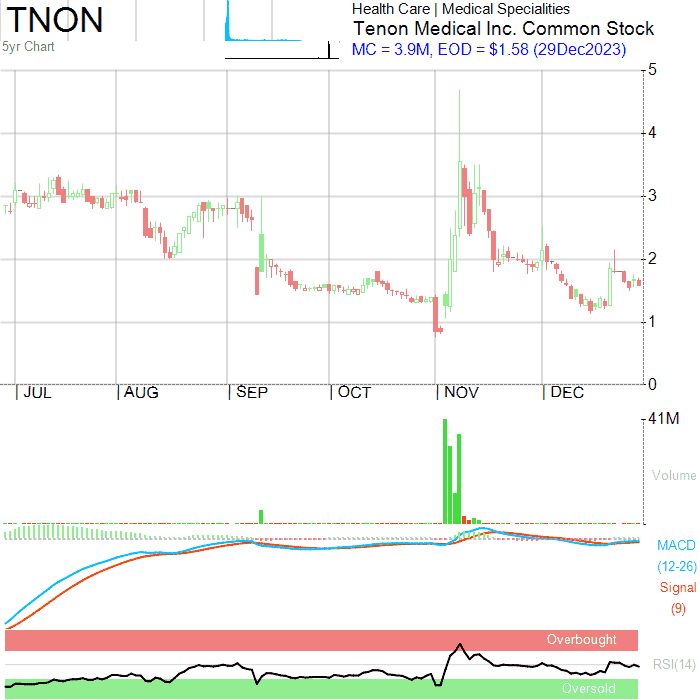 TNON
5yr Chart
Health Care | Medical Specialities
Tenon Medical Inc. Common Stock
MC = 3.9M, EOD = $1.58 (29Dec2023)
5
4
3
2
1
0
JUL AUG SEP OCT NOV DEC
41M
Volume
MACD
(12-26)
Signal
(9)
Overbought
RSI(14)
Oversold